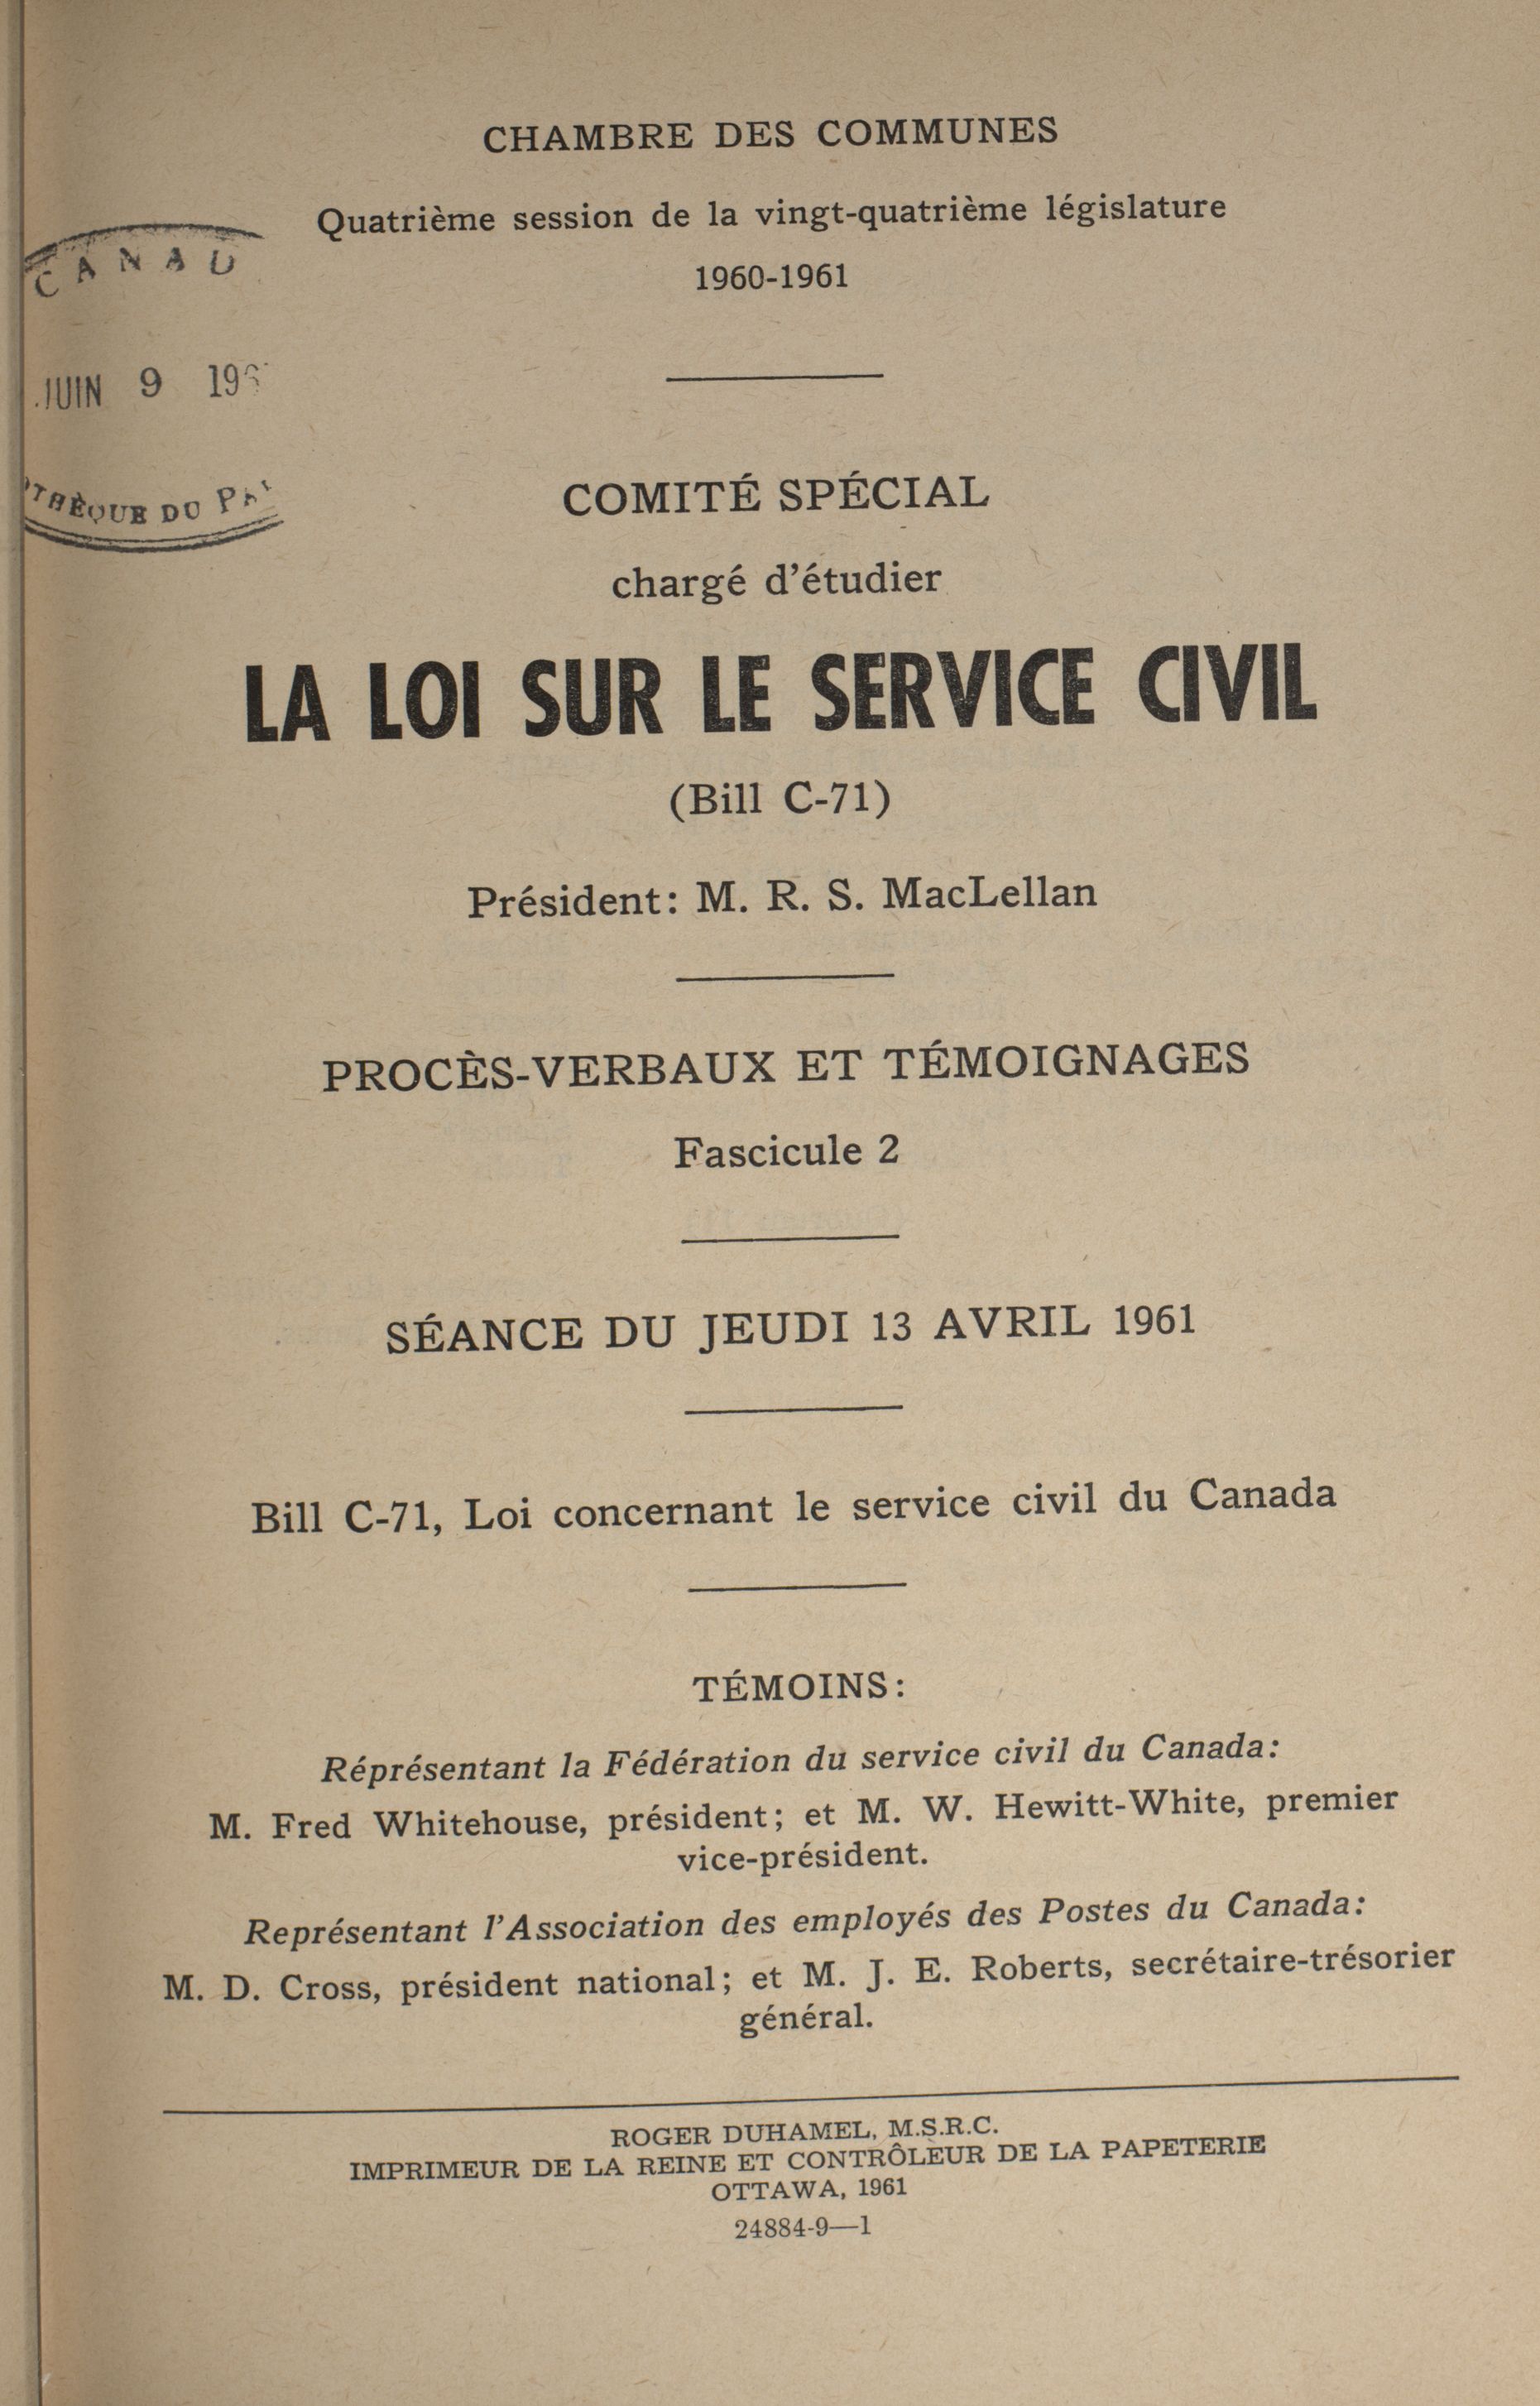 CHAMBRE DES COMMUNES
Quatrième session de la vingt-quatrième législature
1960-1961
CANAD
JUIN 9
DU
COMITÉ SPÉCIAL
chargé d'étudier
LA LOI SUR LE SERVICE CIVIL
(Bill C-71)
Président: M. R. S. MacLellan
PROCÈS-VERBAUX ET TÉMOIGNAGES
Fascicule 2
SÉANCE DU JEUDI 13 AVRIL 1961
Bill C-71, Loi concernant le service civil du Canada
TÉMOINS:
Réprésentant la Fédération du service civil du Canada:
M. Fred Whitehouse, président; et M. W. Hewitt-White, premier
vice-président.
Représentant l'Association des employés des Postes du Canada:
M. D. Cross, président national; et M. J. E. Roberts, secrétaire-trésorier
général.
ROGER DUHAMEL, M.S.R.C.
IMPRIMEUR DE LA REINE ET CONTRÔLEUR DE LA PAPETERIE
OTTAWA, 1961
24884-9—1